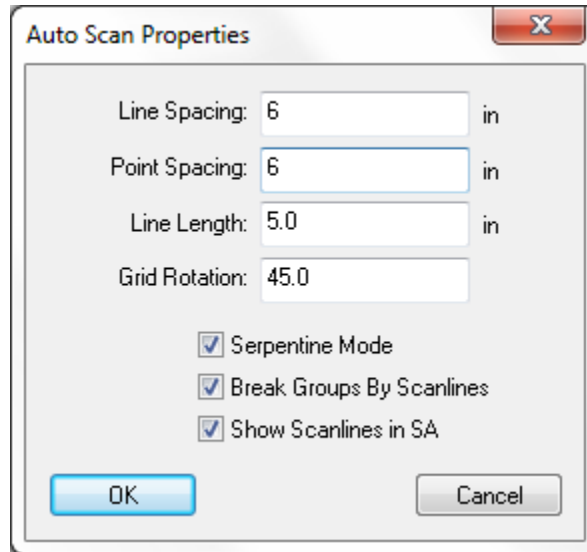 Auto Scan Properties
Line Spacing: 6 in
Point Spacing: 6 in
Line Length: 5.0 in
Grid Rotation: 45.0
Serpentine Mode
Break Groups By Scanlines
Show Scanlines in SA
OK Cancel